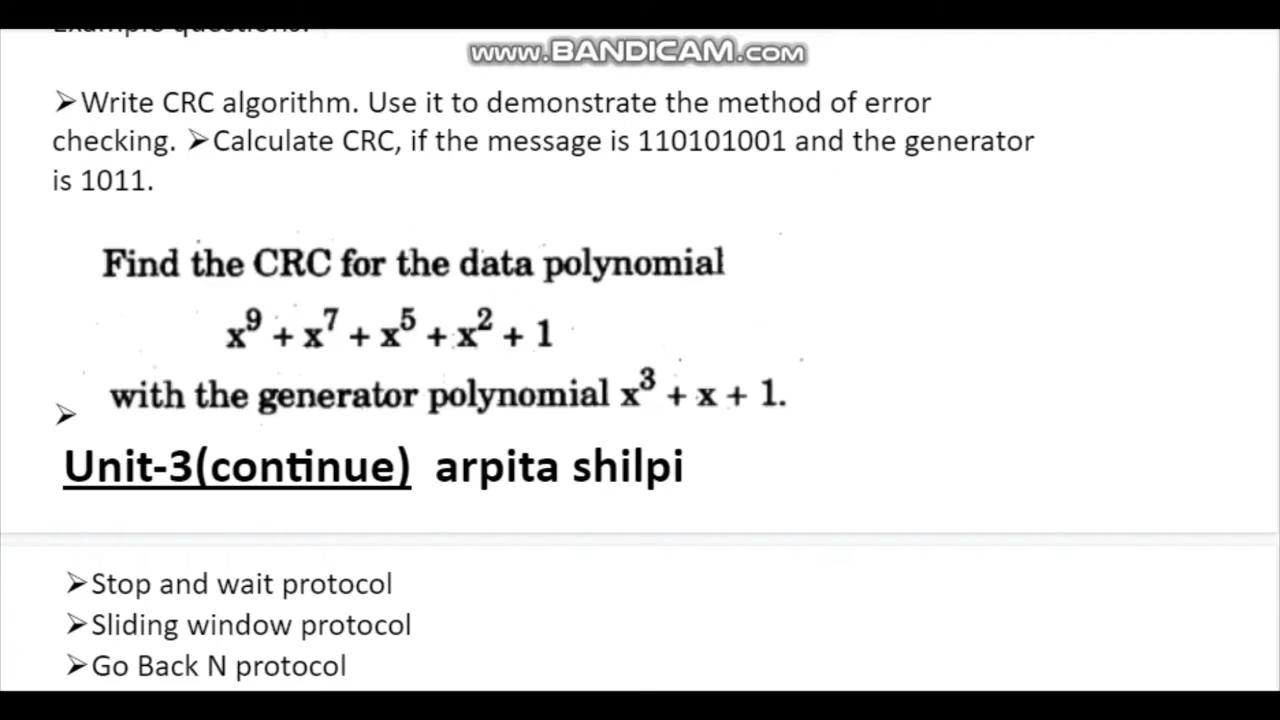 Example questions:
www.BANDICAM.com
➢Write CRC algorithm. Use it to demonstrate the method of error
checking. ➢Calculate CRC, if the message is 110101001 and the generator
is 1011.
Find the CRC for the data polynomial
x⁹ + x⁷ + x⁵ + x² + 1
➢ with the generator polynomial x³ + x + 1.
Unit-3(continue) arpita shilpi
➢Stop and wait protocol
➢Sliding window protocol
➢Go Back N protocol